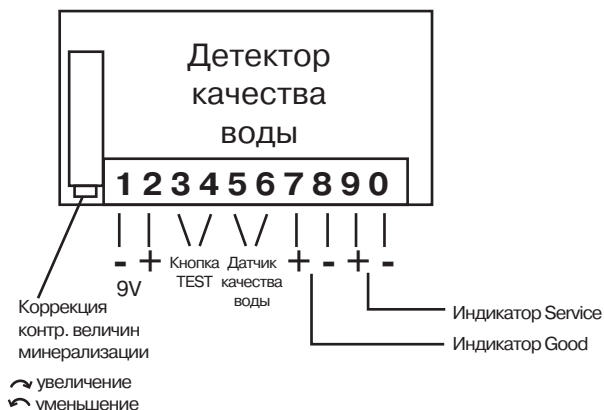 Детектор
качества
воды
1 2 3 4 5 6 7 8 9 0
- + Кнопка Датчик + - + -
9V TEST качества
воды
Коррекция
контр. величин
минерализации
Индикатор Service
Индикатор Good
увеличение
уменьшение